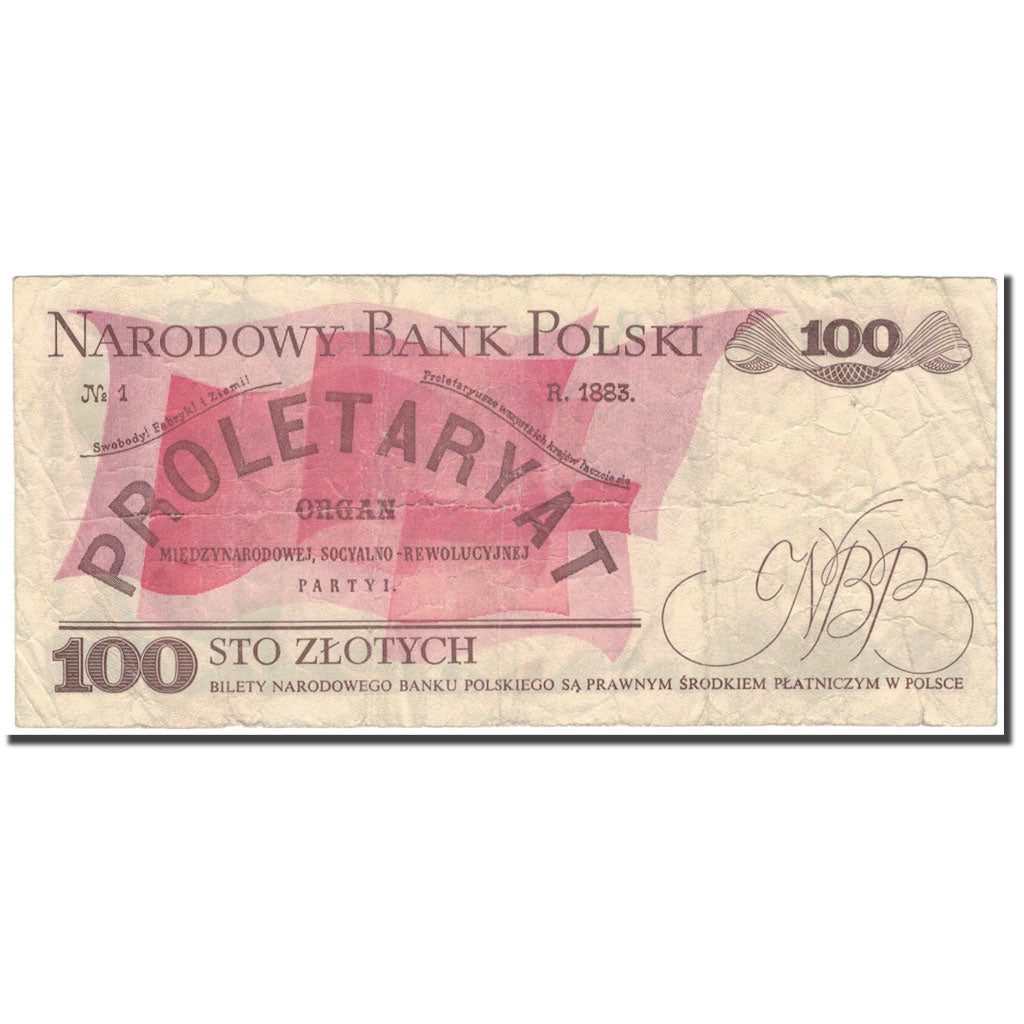 NARODOWY BANK POLSKI
100
№ 1
R. 1883.
Swobody! Fabryki i Ziemi!
Proletaryusze wszystkich krajów łączcie się
PROLETARYAT
ORGAN
MIĘDZYNARODOWEJ, SOCYALNO-REWOLUCYJNEJ
PARTYI.
NBP
100 STO ZŁOTYCH
BILETY NARODOWEGO BANKU POLSKIEGO SĄ PRAWNYM ŚRODKIEM PŁATNICZYM W POLSCE